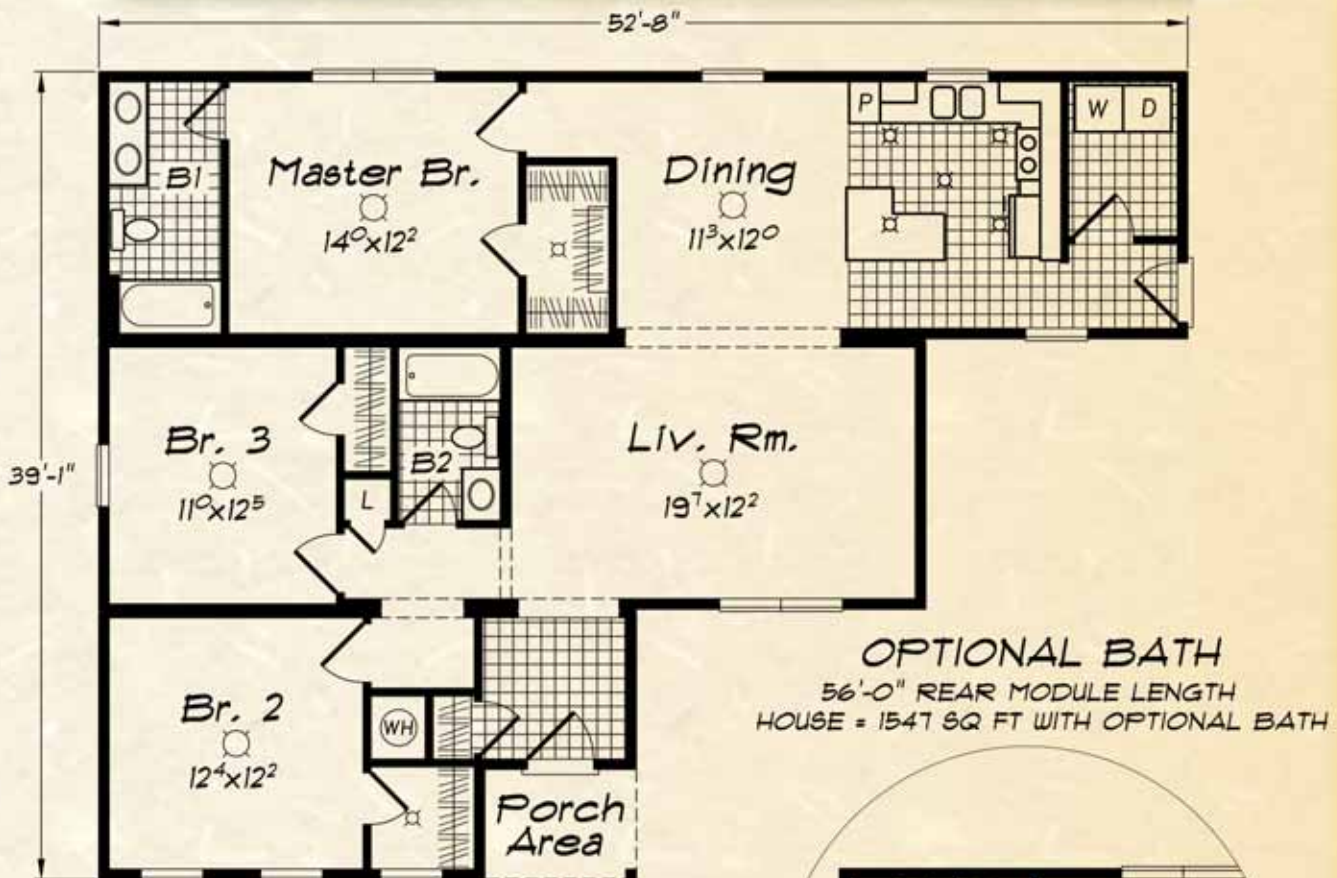 52'-8"
P
W D
B1
Master Br.
14⁰x12²
Dining
11³x12⁰
39'-1"
Br. 3
11⁰x12⁵
B2
L
Liv. Rm.
19⁷x12²
Br. 2
12⁴x12²
WH
Porch
Area
OPTIONAL BATH
56'-0" REAR MODULE LENGTH
HOUSE = 1547 SQ FT WITH OPTIONAL BATH